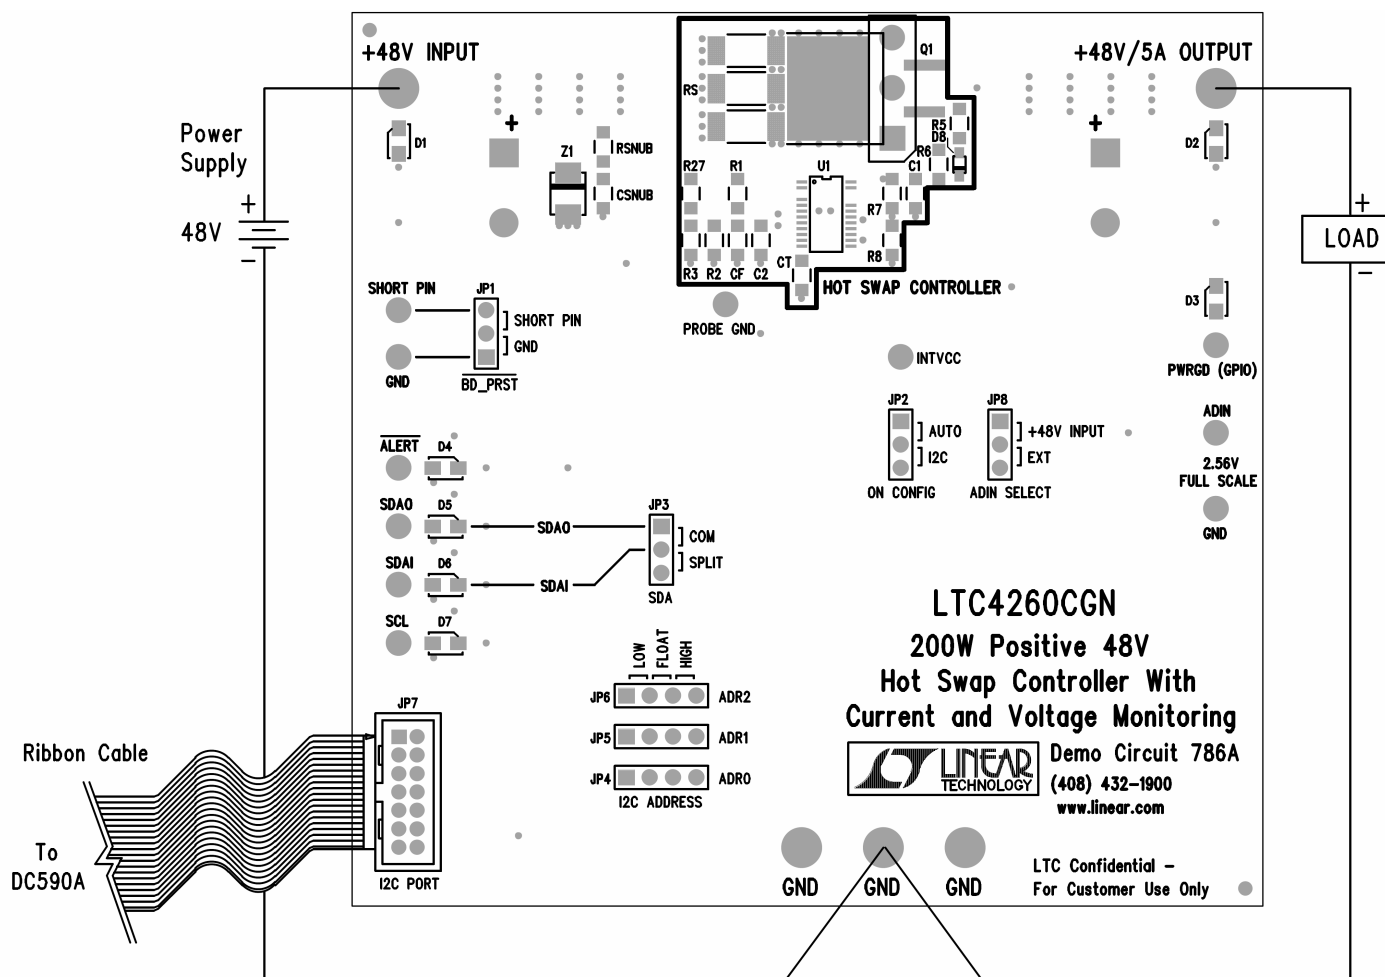 +48V INPUT
+48V/5A OUTPUT
Q1
RS
R5
D8
R6
D1
D2
Power
Supply
Z1
RSNUB
CSNUB
R27
R1
U1
C1
R7
R8
+
+
+
48V
−
+
LOAD
−
R3
R2
CF
C2
CT
HOT SWAP CONTROLLER
PROBE GND
SHORT PIN
JP1
SHORT PIN
GND
GND
BD_PRST
D3
INTVCC
PWRGD (GPIO)
JP2
AUTO
I2C
ON CONFIG
JP8
+48V INPUT
EXT
ADIN SELECT
ADIN
2.56V
FULL SCALE
GND
ALERT
D4
SDAO
D5
SDAO
JP3
COM
SPLIT
SDA
SDAI
D6
SDAI
SCL
D7
LOW
FLOAT
HIGH
JP6
ADR2
JP5
ADR1
JP4
ADR0
I2C ADDRESS
LTC4260CGN
200W Positive 48V
Hot Swap Controller With
Current and Voltage Monitoring
LINEAR
TECHNOLOGY
Demo Circuit 786A
(408) 432-1900
www.linear.com
JP7
I2C PORT
Ribbon Cable
To
DC590A
GND
GND
GND
LTC Confidential -
For Customer Use Only